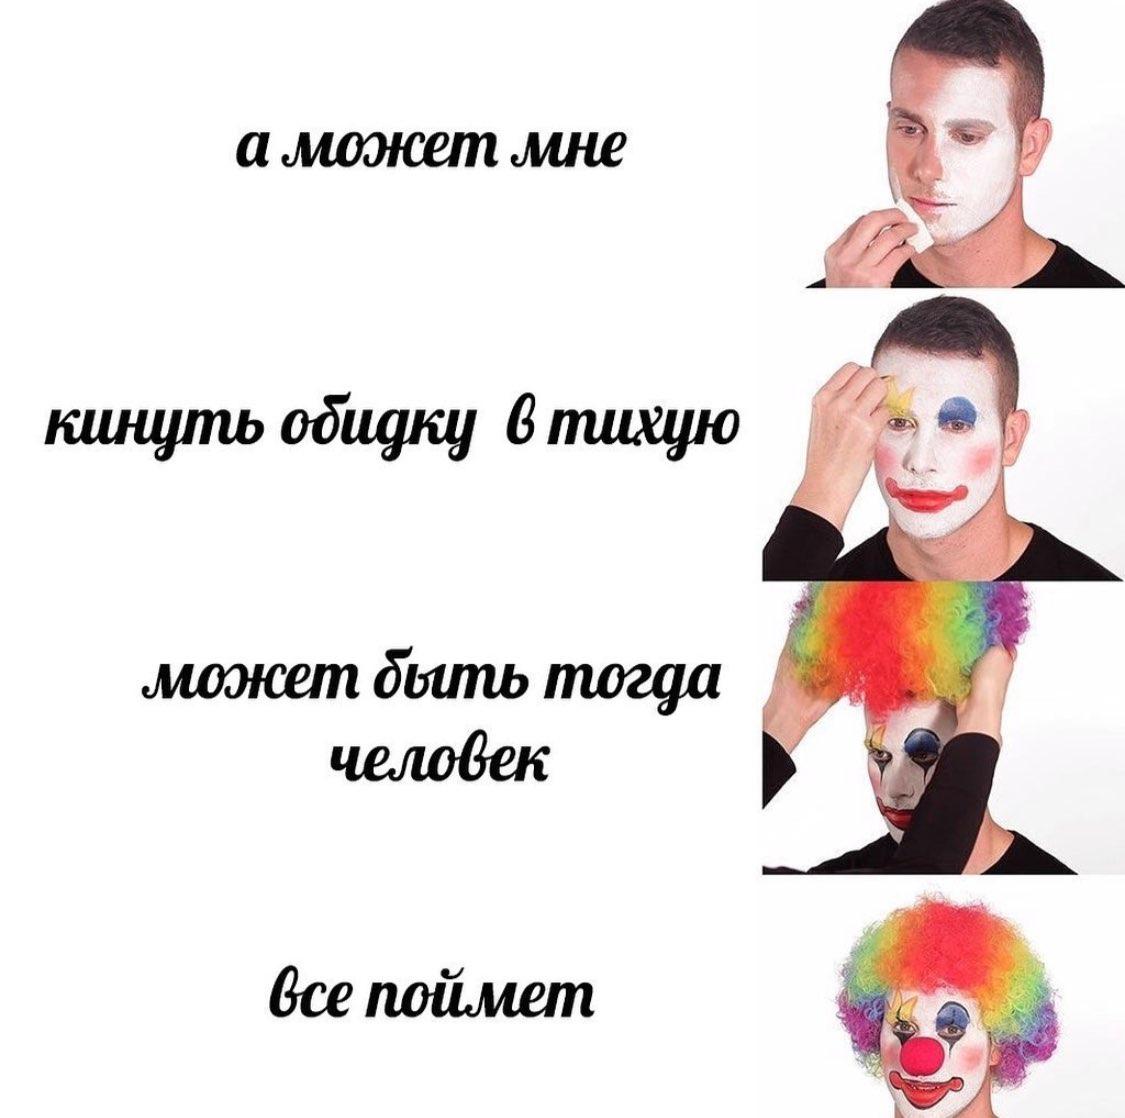 а может мне
кинуть обидку в тихую
может быть тогда
человек
все поймет